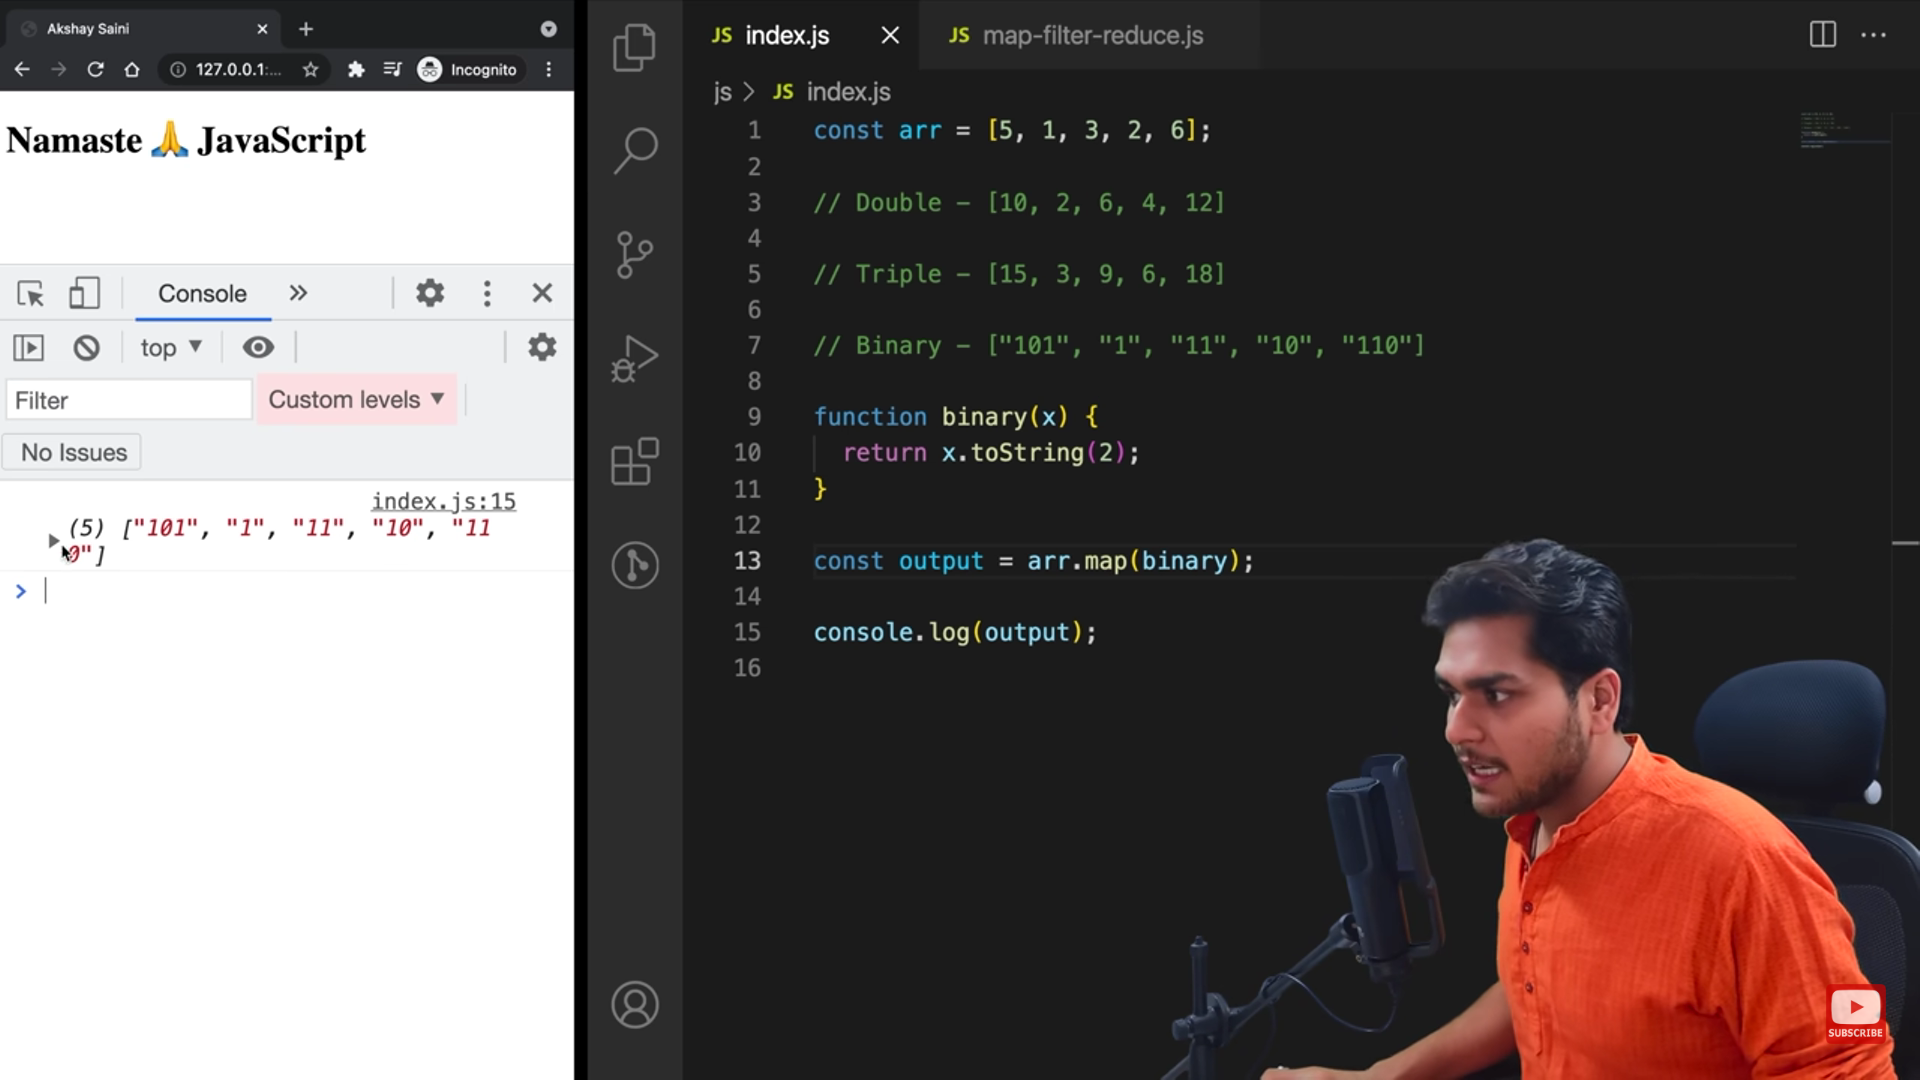 Akshay Saini
127.0.0.1:...
Incognito
Namaste 🙏 JavaScript
Console
top
Filter
Custom levels
No Issues
index.js:15
(5) ["101", "1", "11", "10", "11
0"]
>
JS index.js
JS map-filter-reduce.js
js > JS index.js
1 const arr = [5, 1, 3, 2, 6];
2
3 // Double – [10, 2, 6, 4, 12]
4
5 // Triple – [15, 3, 9, 6, 18]
6
7 // Binary – ["101", "1", "11", "10", "110"]
8
9 function binary(x) {
10 return x.toString(2);
11 }
12
13 const output = arr.map(binary);
14
15 console.log(output);
16
SUBSCRIBE